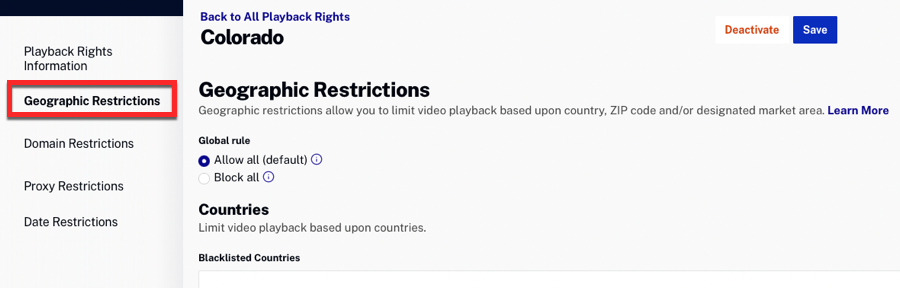 Playback Rights
Information
Geographic Restrictions
Domain Restrictions
Proxy Restrictions
Date Restrictions
Back to All Playback Rights
Colorado
Deactivate
Save
Geographic Restrictions
Geographic restrictions allow you to limit video playback based upon country, ZIP code and/or designated market area. Learn More
Global rule
Allow all (default)
Block all
Countries
Limit video playback based upon countries.
Blacklisted Countries